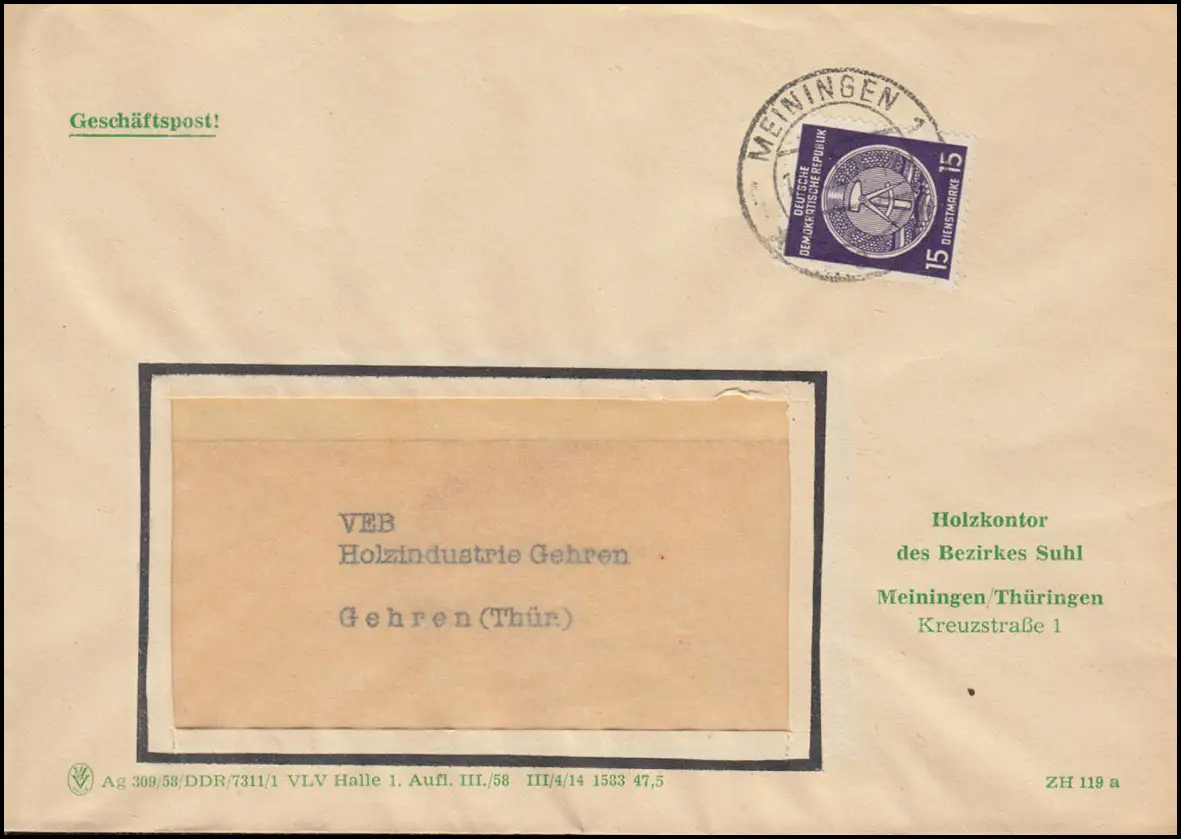 Geschäftspost!
MEININGEN 1
DEUTSCHE
DEMOKRATISCHE REPUBLIK
15 DIENSTMARKE 15
VEB
Holzindustrie Gehren
Gehren (Thür.)
Holzkontor
des Bezirkes Suhl
Meiningen/Thüringen
Kreuzstraße 1
Ag 309/58/DDR/7311/1 VLV Halle 1. Aufl. III./58 III/4/14 1583 47,5
ZH 119 a